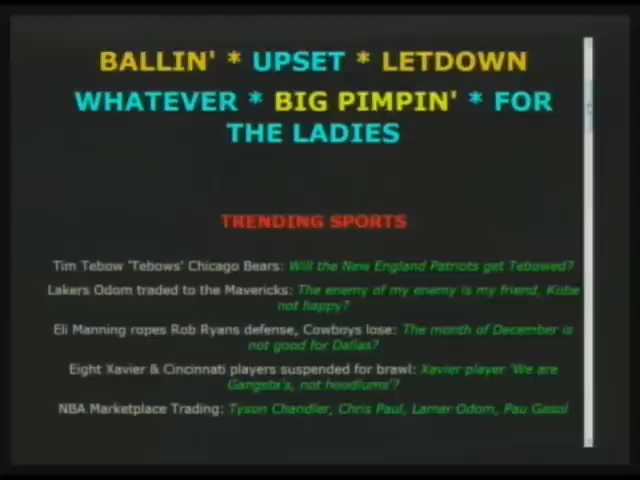 BALLIN' * UPSET * LETDOWN
WHATEVER * BIG PIMPIN' * FOR
THE LADIES
TRENDING SPORTS
Tim Tebow 'Tebows' Chicago Bears: Will the New England Patriots get Tebowed?
Lakers Odom traded to the Mavericks: The enemy of my enemy is my friend, Kobe
not happy?
Eli Manning ropes Rob Ryans defense, Cowboys lose: The month of December is
not good for Dallas?
Eight Xavier & Cincinnati players suspended for brawl: Xavier player 'We are
Gangsta's, not hoodlums'?
NBA Marketplace Trading: Tyson Chandler, Chris Paul, Lamar Odom, Pau Gasol